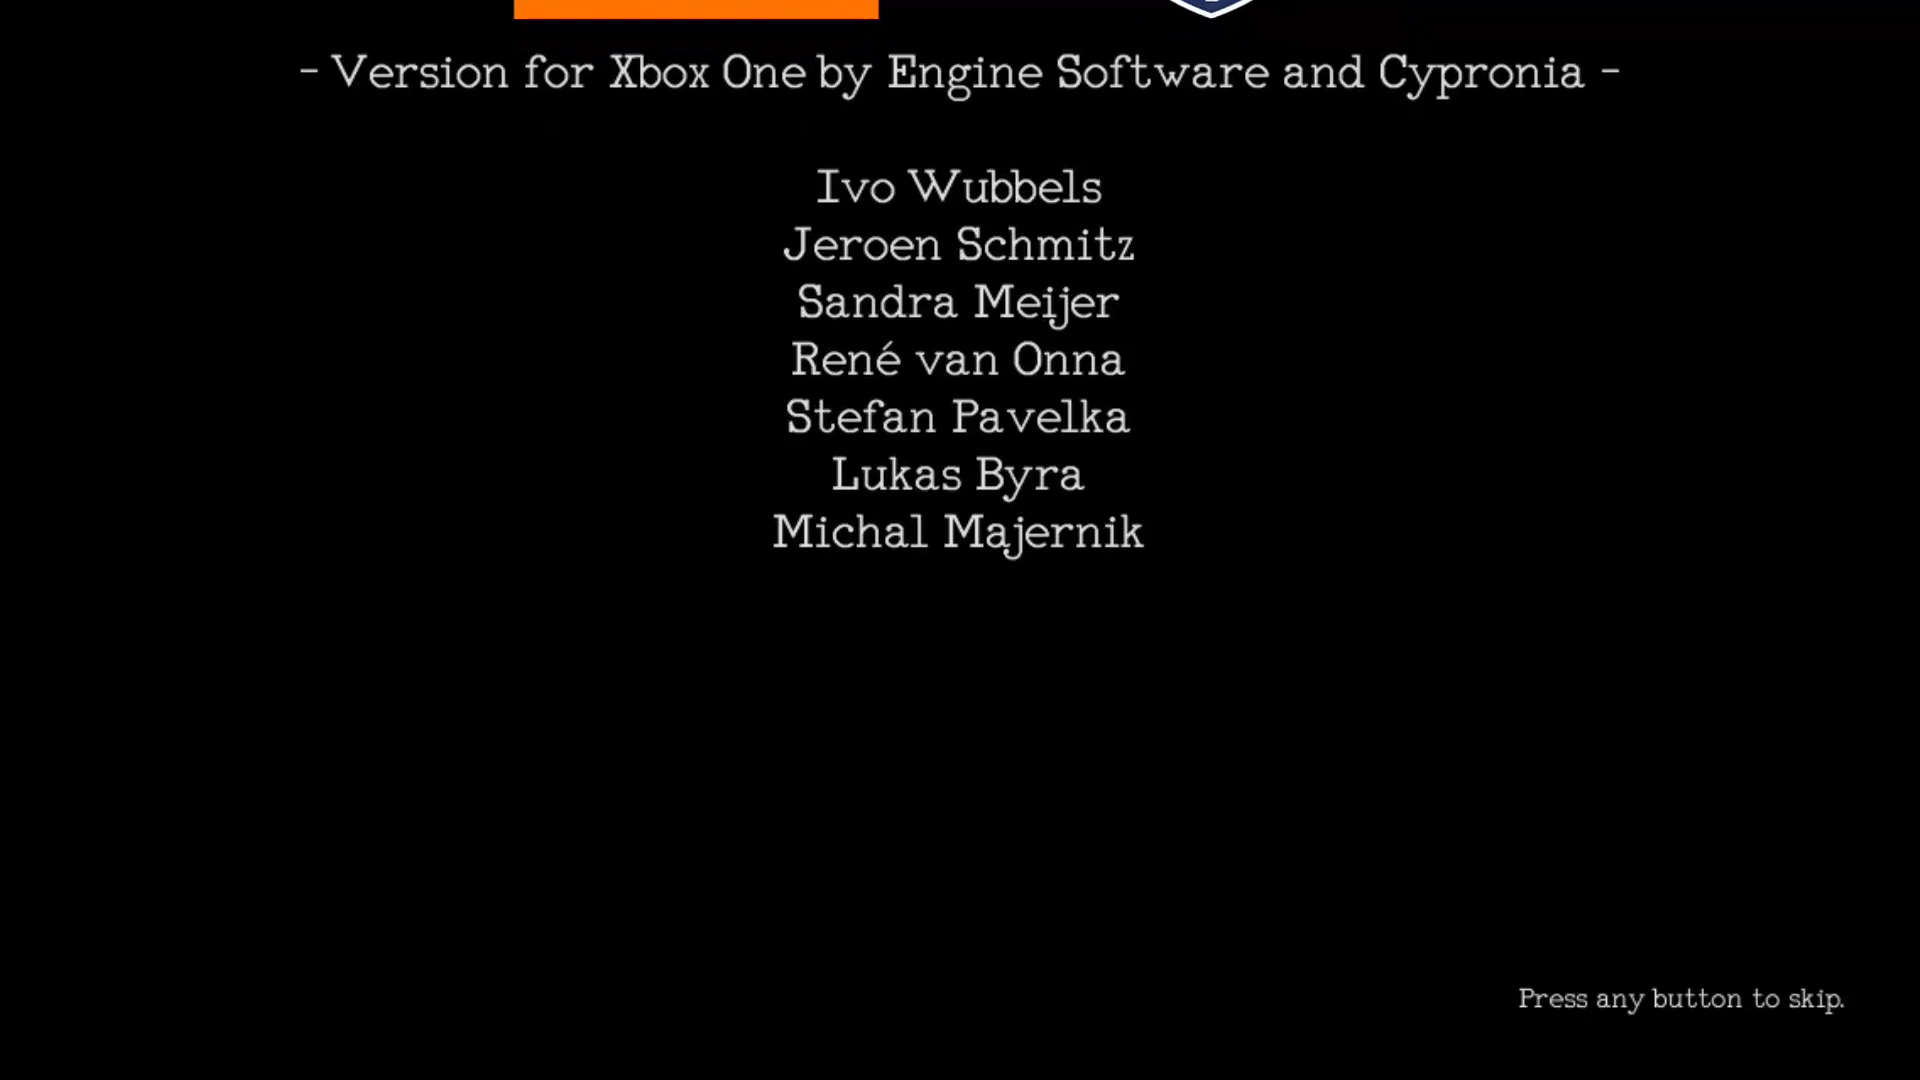 - Version for Xbox One by Engine Software and Cypronia -
Ivo Wubbels
Jeroen Schmitz
Sandra Meijer
René van Onna
Stefan Pavelka
Lukas Byra
Michal Majernik
Press any button to skip.